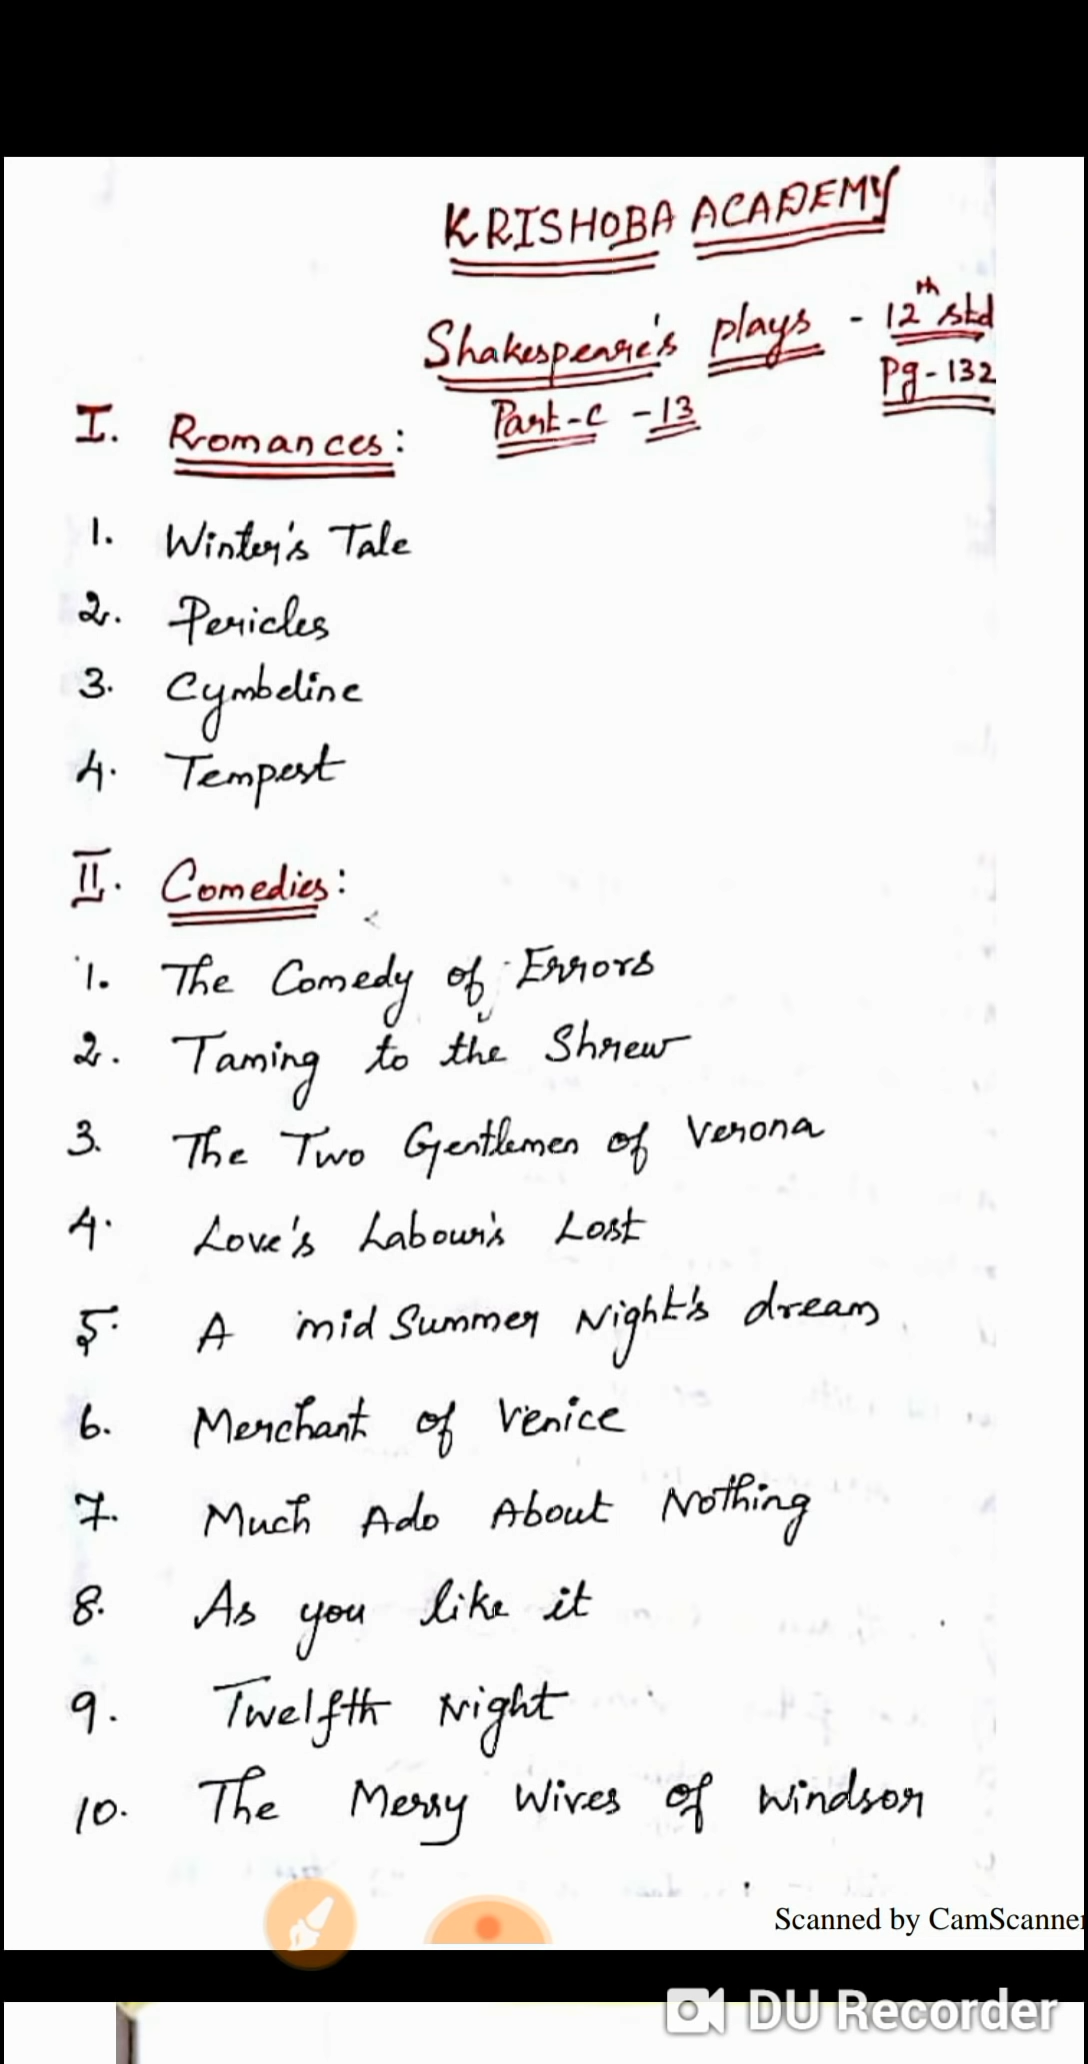 KRISHOBA ACADEMY
Shakespeare's plays - 12th std
Pg - 132
Part - C - 13
I. Romances:
1. Winter's Tale
2. Pericles
3. Cymbeline
4. Tempest
II. Comedies:
1. The Comedy of Errors
2. Taming to the Shrew
3. The Two Gentlemen of Verona
4. Love's Labour's Lost
5. A mid Summer Night's dream
6. Merchant of Venice
7. Much Ado About Nothing
8. As you like it
9. Twelfth Night
10. The Merry Wives of Windsor
Scanned by CamScanner
DU Recorder